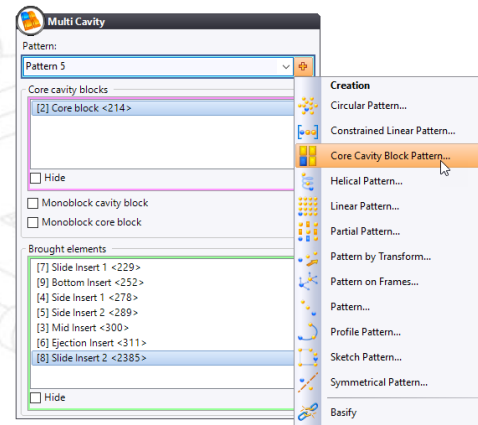 Multi Cavity
Pattern:
Pattern 5
Core cavity blocks
[2] Core block <214>
Hide
Monoblock cavity block
Monoblock core block
Brought elements
[7] Slide Insert 1 <229>
[9] Bottom Insert <252>
[4] Side Insert 1 <278>
[5] Side Insert 2 <289>
[3] Mid Insert <300>
[6] Ejection Insert <311>
[8] Slide Insert 2 <2385>
Hide
Creation
Circular Pattern...
Constrained Linear Pattern...
Core Cavity Block Pattern...
Helical Pattern...
Linear Pattern...
Partial Pattern...
Pattern by Transform...
Pattern on Frames...
Pattern...
Profile Pattern...
Sketch Pattern...
Symmetrical Pattern...
Basify